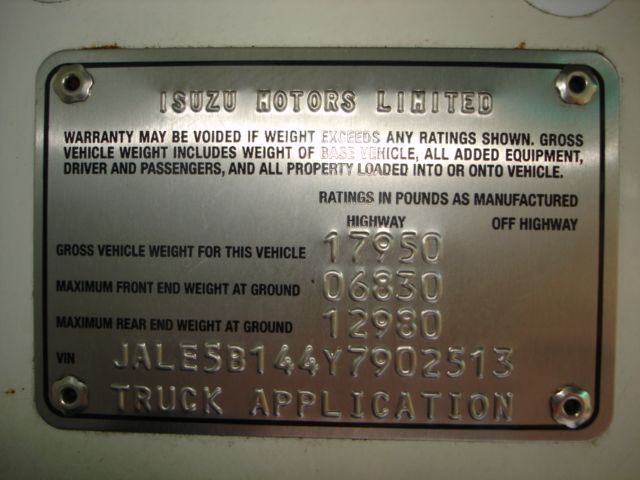 ISUZU MOTORS LIMITED
WARRANTY MAY BE VOIDED IF WEIGHT EXCEEDS ANY RATINGS SHOWN. GROSS
VEHICLE WEIGHT INCLUDES WEIGHT OF BASE VEHICLE, ALL ADDED EQUIPMENT,
DRIVER AND PASSENGERS, AND ALL PROPERTY LOADED INTO OR ONTO VEHICLE.
RATINGS IN POUNDS AS MANUFACTURED
HIGHWAY OFF HIGHWAY
GROSS VEHICLE WEIGHT FOR THIS VEHICLE 17950
MAXIMUM FRONT END WEIGHT AT GROUND 06830
MAXIMUM REAR END WEIGHT AT GROUND 12980
VIN JALE5B144Y7902513
TRUCK APPLICATION